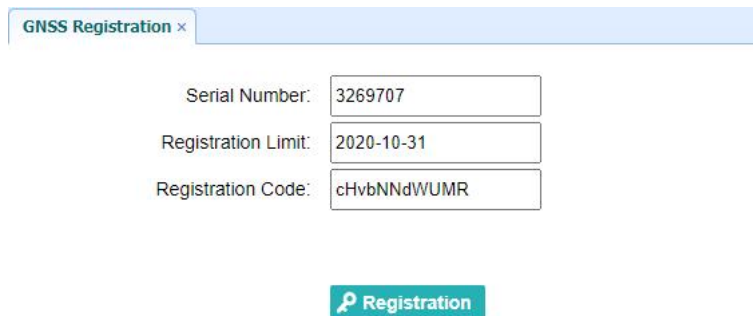 GNSS Registration ×
Serial Number: 3269707
Registration Limit: 2020-10-31
Registration Code: cHvbNNdWUMR
Registration